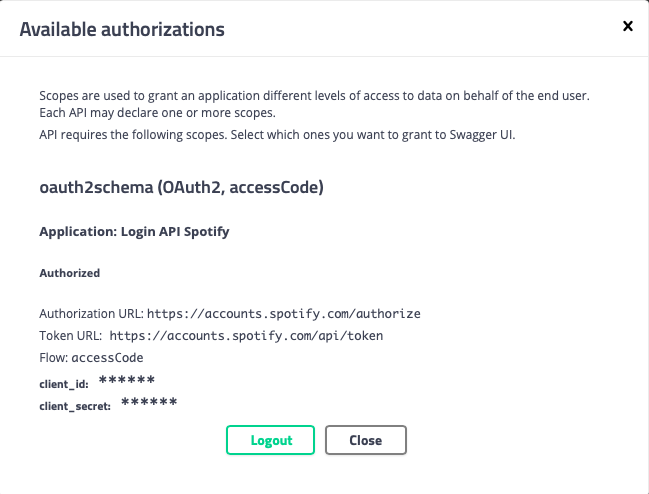 Available authorizations
Scopes are used to grant an application different levels of access to data on behalf of the end user.
Each API may declare one or more scopes.
API requires the following scopes. Select which ones you want to grant to Swagger UI.
oauth2schema (OAuth2, accessCode)
Application: Login API Spotify
Authorized
Authorization URL: https://accounts.spotify.com/authorize
Token URL: https://accounts.spotify.com/api/token
Flow: accessCode
client_id: ******
client_secret: ******
Logout Close